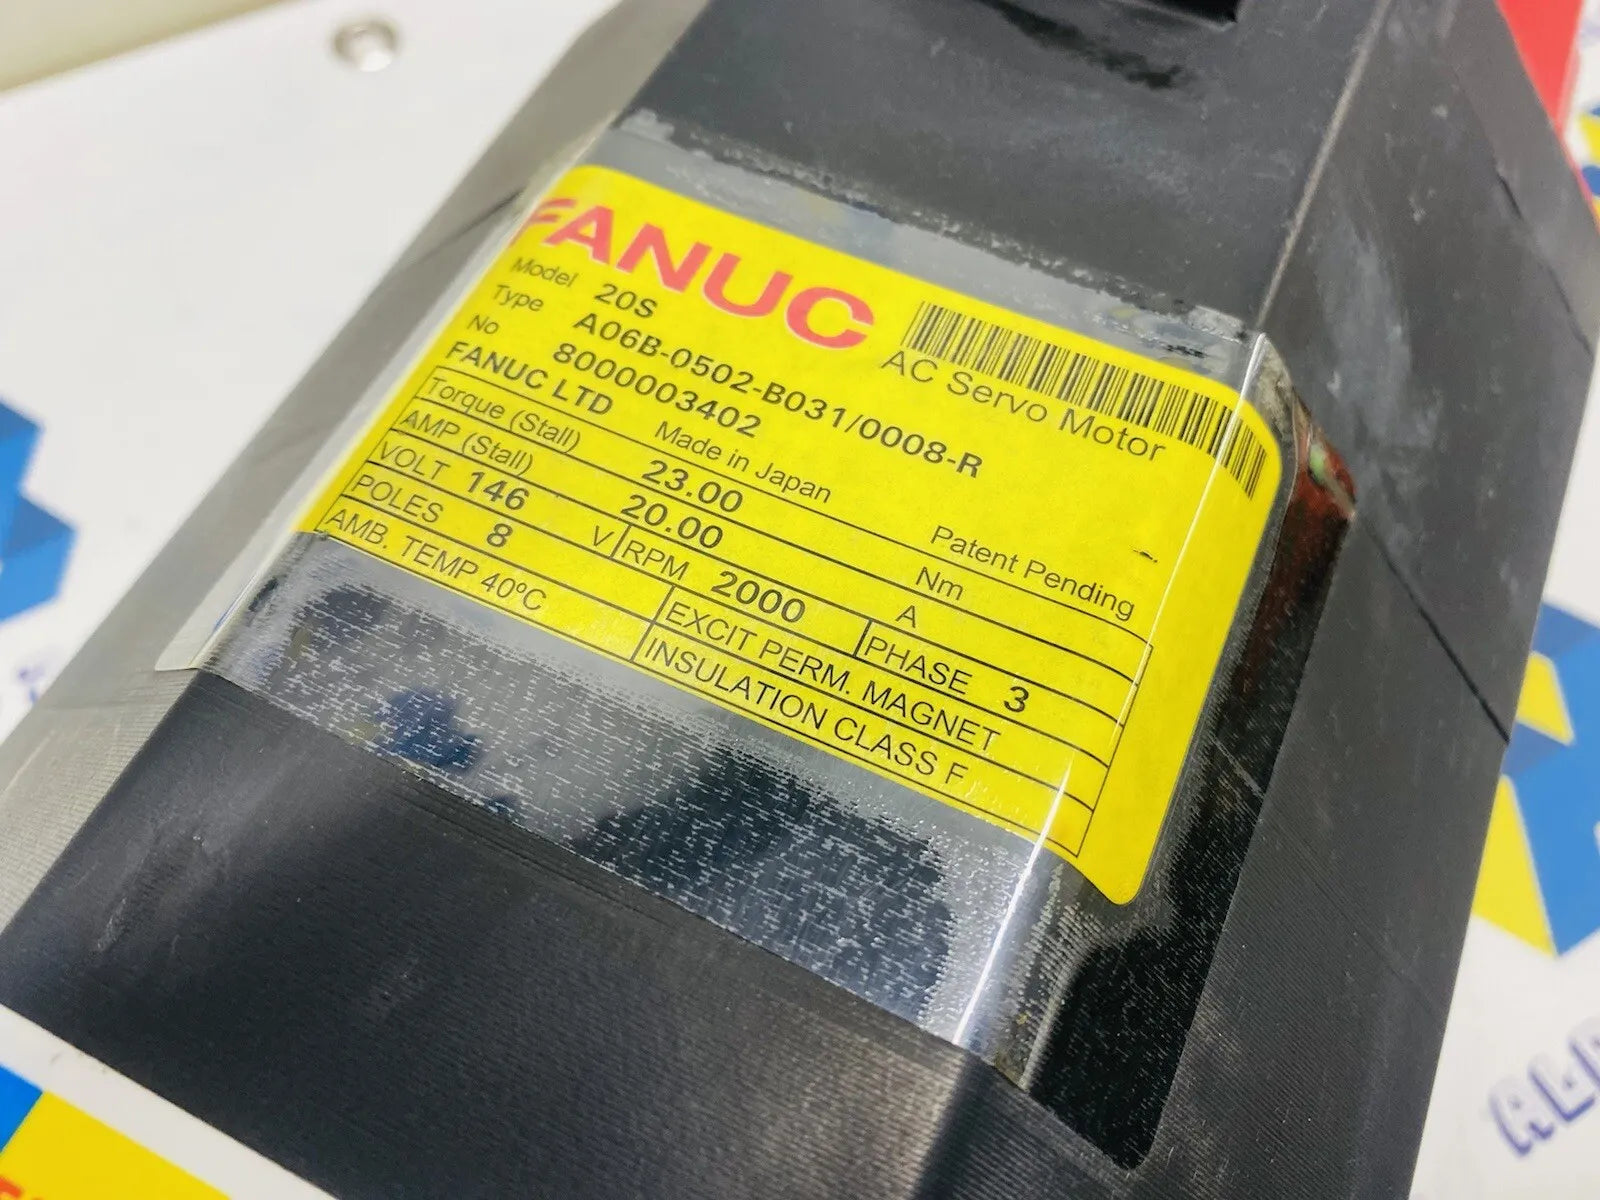 FANUC
AC Servo Motor
Model 20S
Type A06B-0502-B031/0008-R
No 8000003402
FANUC LTD Made in Japan Patent Pending
Torque (Stall) 23.00 Nm
AMP (Stall) 20.00 A
VOLT 146 V RPM 2000 PHASE 3
POLES 8 EXCIT PERM. MAGNET
AMB. TEMP 40°C INSULATION CLASS F